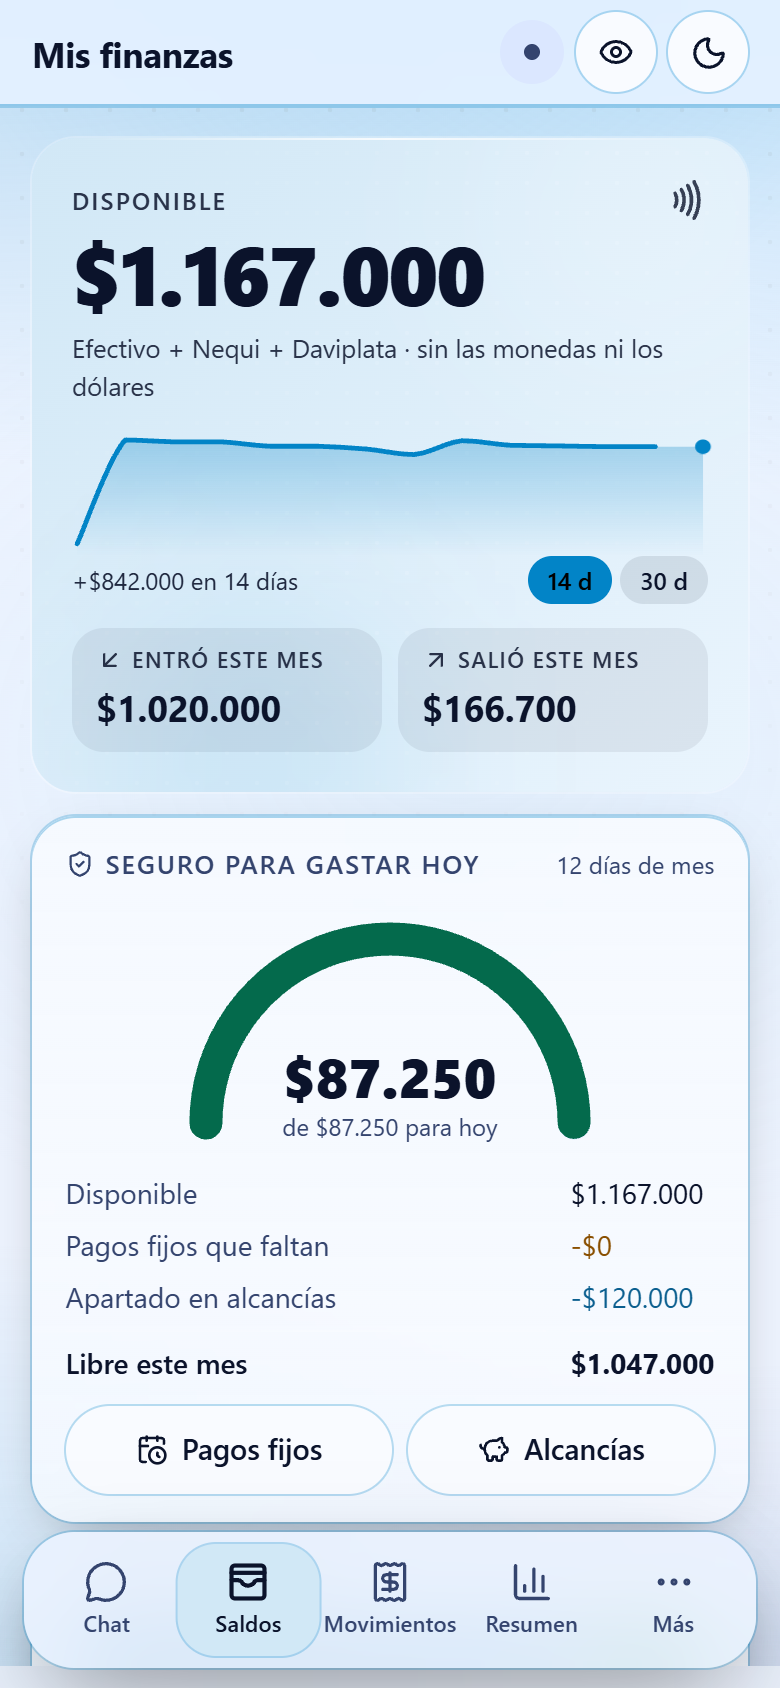 Mis finanzas
DISPONIBLE
$1.167.000
Efectivo + Nequi + Daviplata · sin las monedas ni los
dólares
+$842.000 en 14 días
14 d
30 d
ENTRÓ ESTE MES
$1.020.000
SALIÓ ESTE MES
$166.700
SEGURO PARA GASTAR HOY
12 días de mes
$87.250
de $87.250 para hoy
Disponible
$1.167.000
Pagos fijos que faltan
-$0
Apartado en alcancías
-$120.000
Libre este mes
$1.047.000
Pagos fijos
Alcancías
Chat
Saldos
Movimientos
Resumen
Más